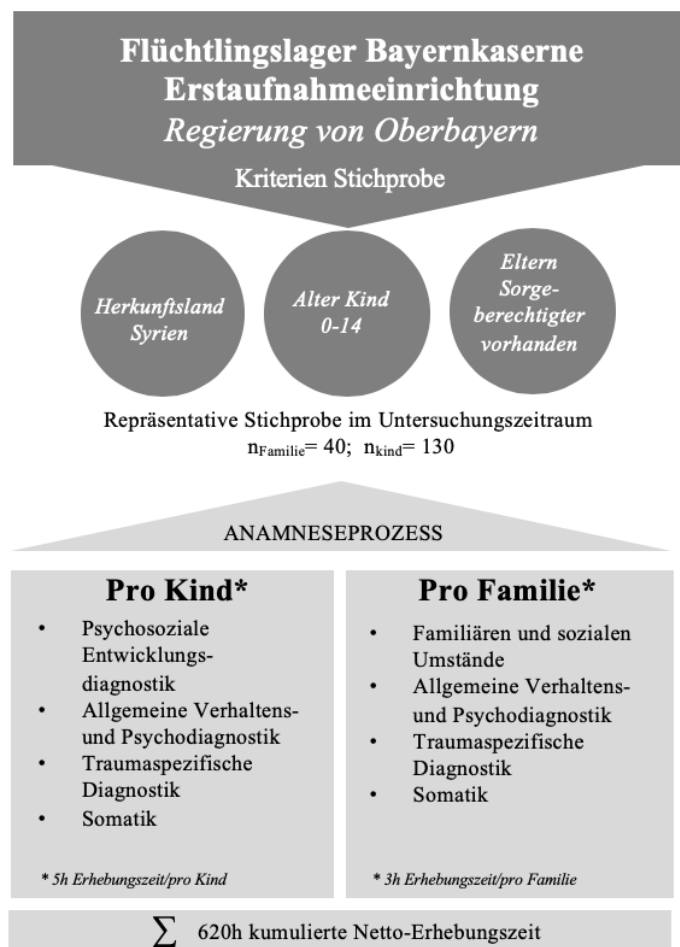 Flüchtlingslager Bayernkaserne
Erstaufnahmeeinrichtung
Regierung von Oberbayern
Kriterien Stichprobe
Herkunftsland
Syrien
Alter Kind
0-14
Eltern
Sorge-
berechtigter
vorhanden
Repräsentative Stichprobe im Untersuchungszeitraum
nFamilie= 40; nkind= 130
ANAMNESEPROZESS
Pro Kind*
• Psychosoziale
Entwicklungs-
diagnostik
• Allgemeine Verhaltens-
und Psychodiagnostik
• Traumaspezifische
Diagnostik
• Somatik
* 5h Erhebungszeit/pro Kind
Pro Familie*
• Familiären und sozialen
Umstände
• Allgemeine Verhaltens-
und Psychodiagnostik
• Traumaspezifische
Diagnostik
• Somatik
* 3h Erhebungszeit/pro Familie
∑ 620h kumulierte Netto-Erhebungszeit